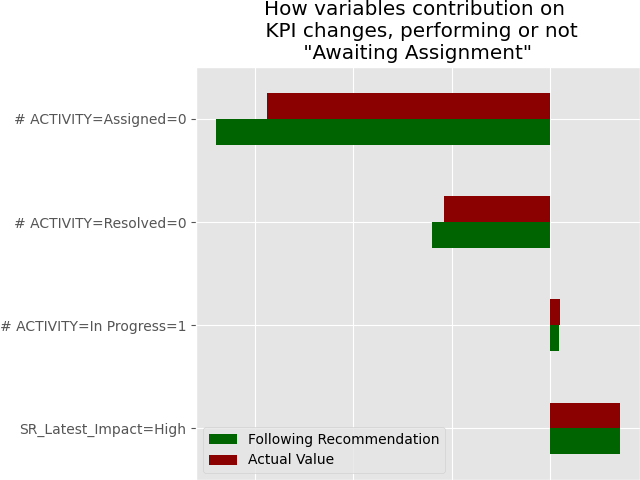 How variables contribution on
KPI changes, performing or not
"Awaiting Assignment"
# ACTIVITY=Assigned=0
# ACTIVITY=Resolved=0
# ACTIVITY=In Progress=1
SR_Latest_Impact=High
Following Recommendation
Actual Value